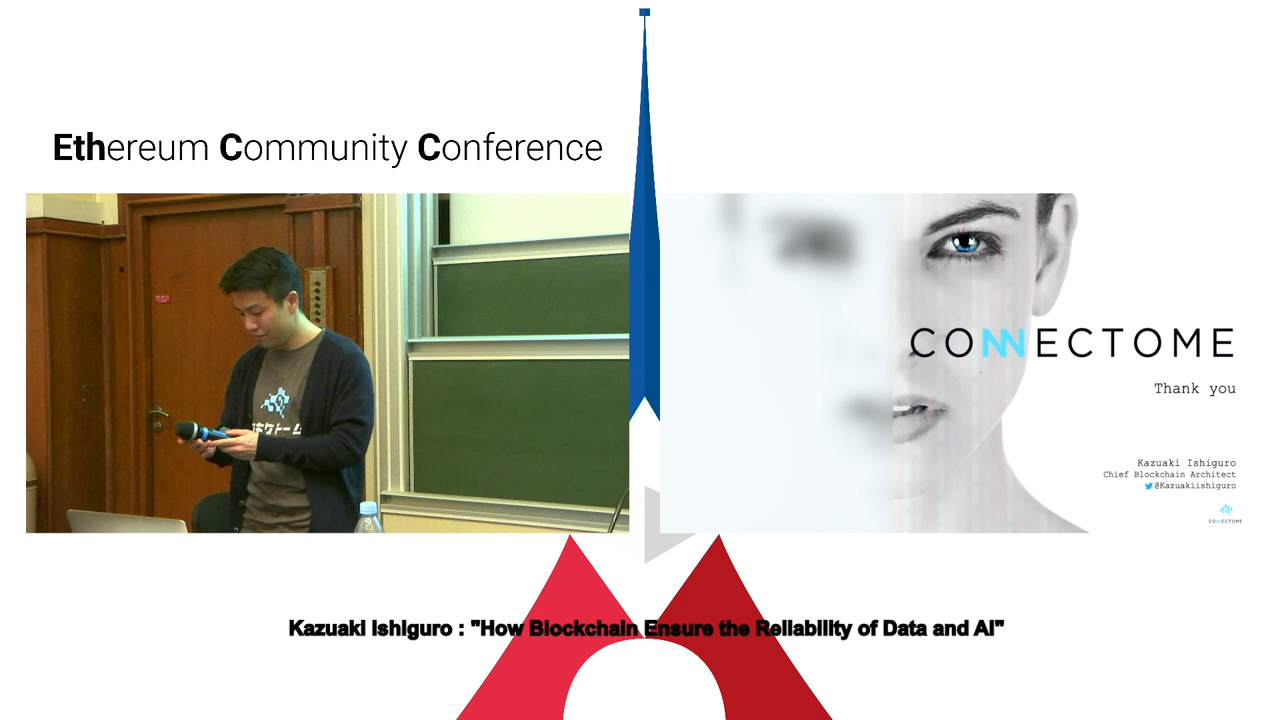 Ethereum Community Conference
CONNECTOME
Thank you
Kazuaki Ishiguro
Chief Blockchain Architect
@Kazuakiishiguro
CONNECTOME
Kazuaki Ishiguro : "How Blockchain Ensure the Reliability of Data and AI"